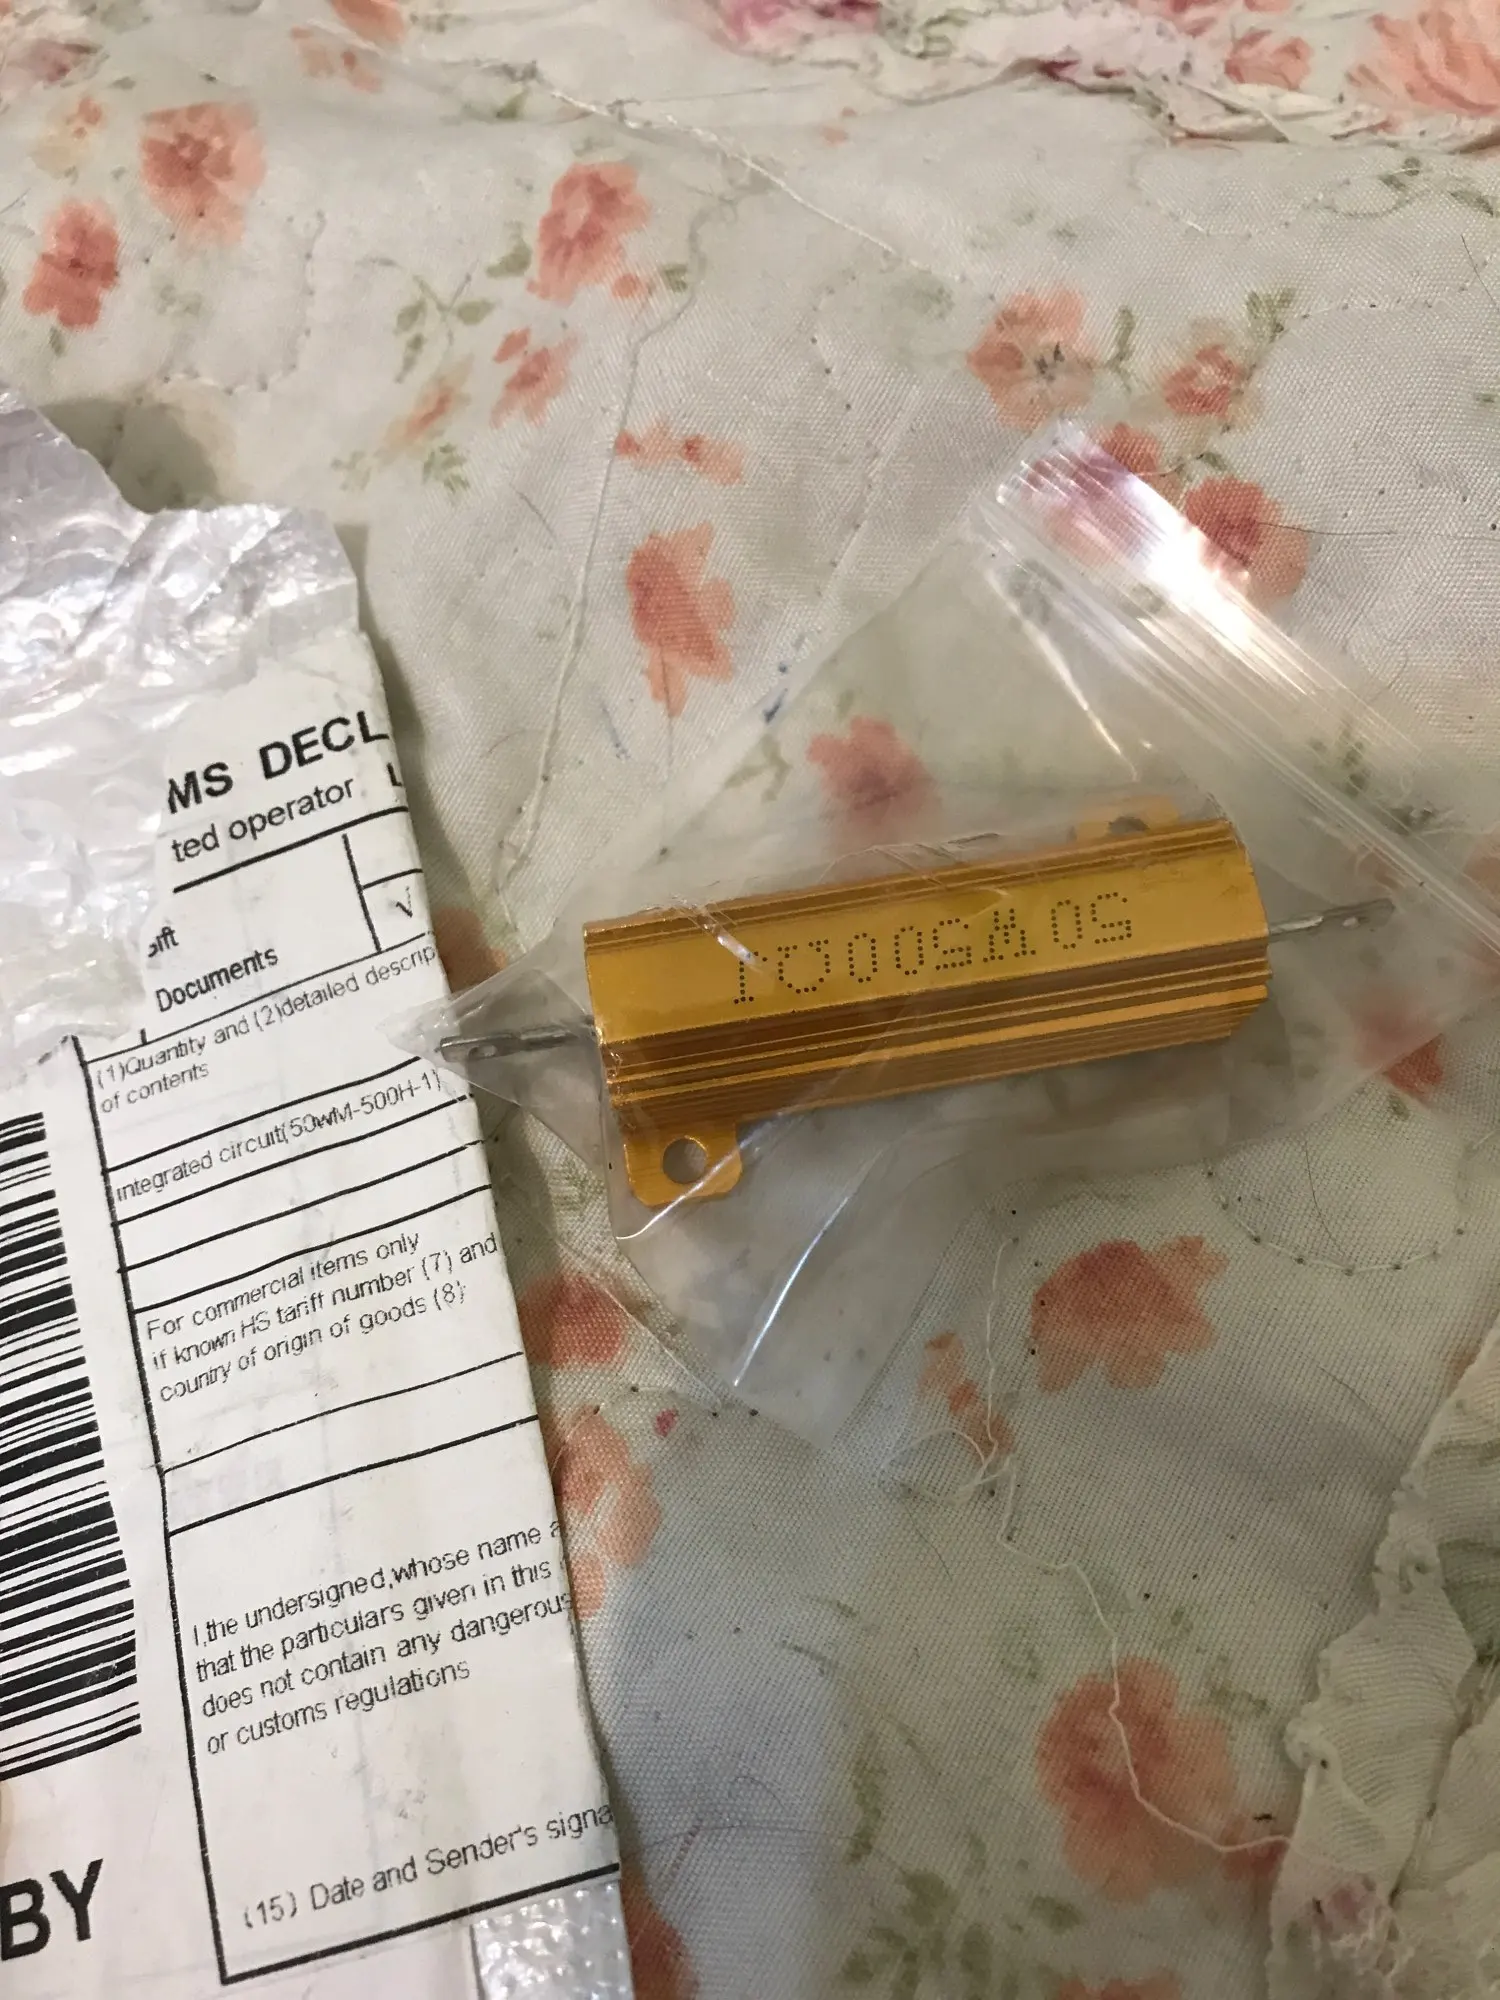 MS DECL
ted operator L
√
Documents
(1)Quantity and (2)detailed descrip
of contents
integrated circuit(50wM-500H-1)
For commercial items only
if known HS tariff number (7) and
country of origin of goods (8)
I,the undersigned,whose name a
that the particulars given in this
does not contain any dangerous
or customs regulations
(15) Date and Sender's signa
BY
50W500ΩJ